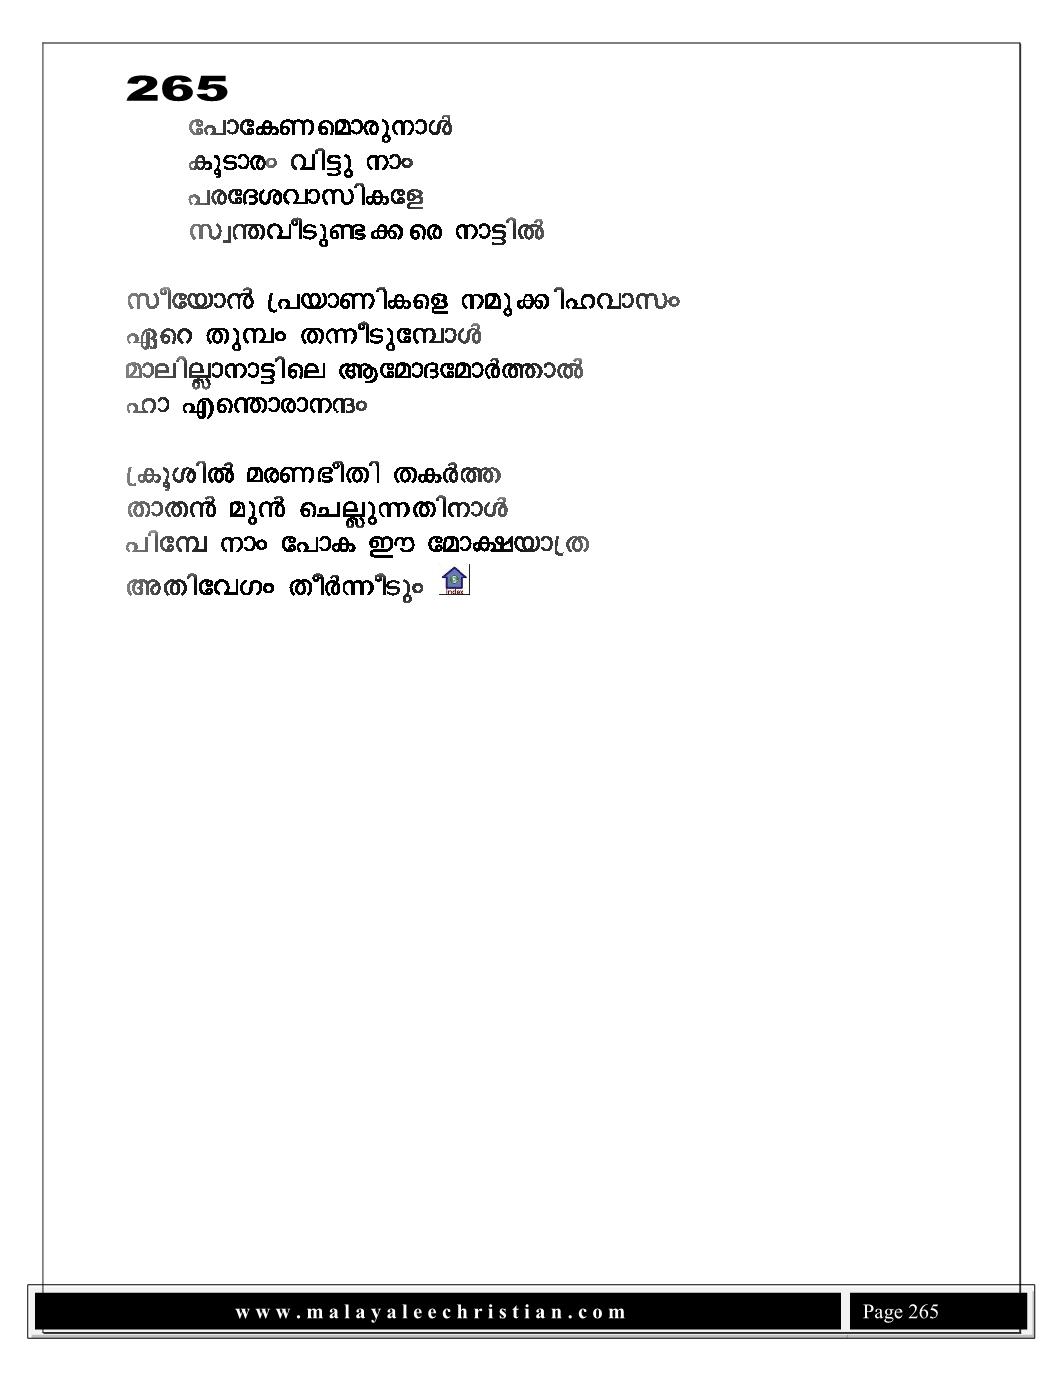 265
പോകേണമൊരുനാൾ
കൂടാരം വിട്ടു നാം
പരദേശവാസികളേ
സ്വന്തവീടുണ്ടക്കരെ നാട്ടിൽ
സീയോൻ പ്രയാണികളെ നമുക്കിഹവാസം
ഏറെ തുമ്പം തന്നീടുമ്പോൾ
മാലില്ലാനാട്ടിലെ ആമോദമോർത്താൽ
ഹാ എന്തൊരാനന്ദം
ക്രൂശിൽ മരണഭീതി തകർത്ത
താതൻ മുൻ ചെല്ലുന്നതിനാൾ
പിമ്പേ നാം പോക ഈ മോക്ഷയാത്ര
അതിവേഗം തീർന്നീടും
Index
www.malayaleechristian.com
Page 265